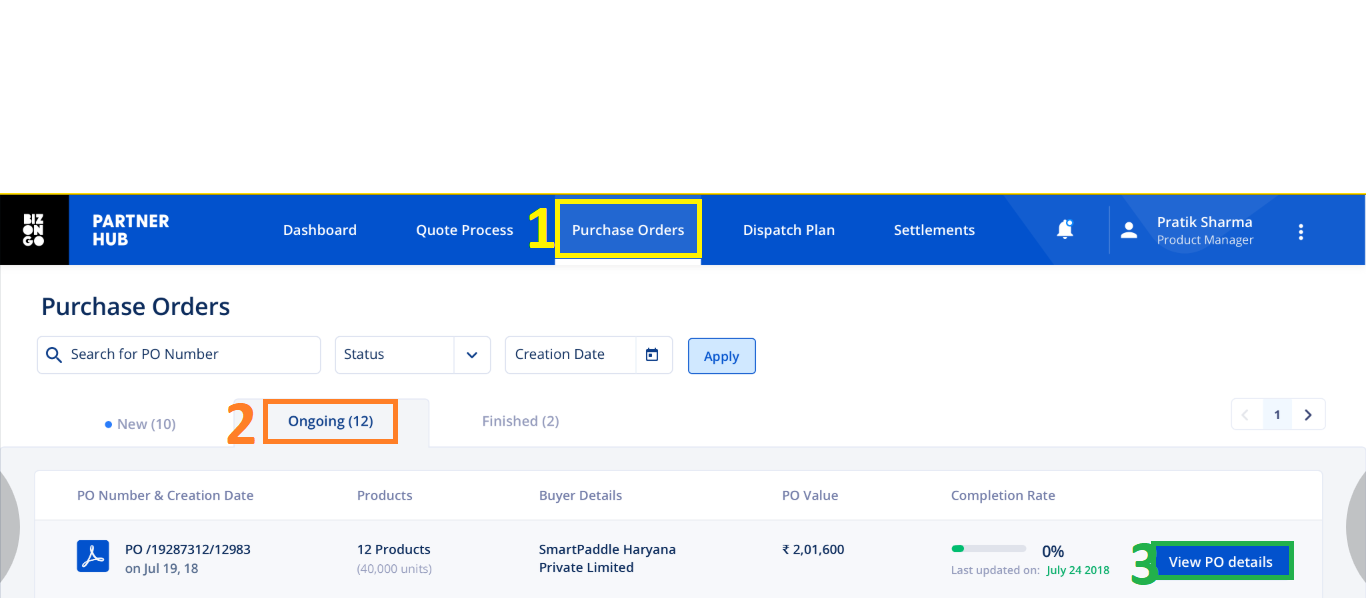 BIZ
ON
GO
PARTNER
HUB
Dashboard
Quote Process
1
Purchase Orders
Dispatch Plan
Settlements
Pratik Sharma
Product Manager
Purchase Orders
Search for PO Number
Status
Creation Date
Apply
New (10)
2
Ongoing (12)
Finished (2)
1
PO Number & Creation Date
Products
Buyer Details
PO Value
Completion Rate
PO /19287312/12983
on Jul 19, 18
12 Products
(40,000 units)
SmartPaddle Haryana
Private Limited
₹ 2,01,600
0%
Last updated on: July 24 2018
3
View PO details